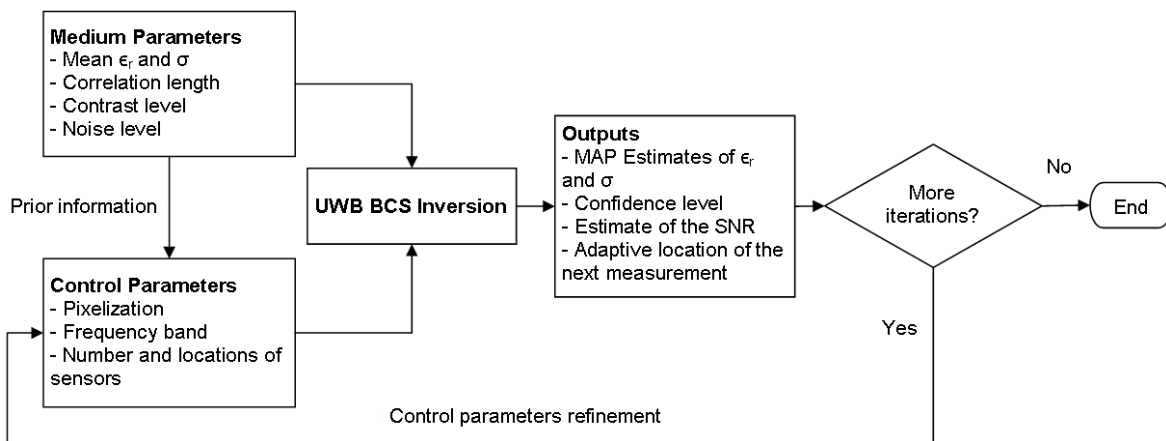 Medium Parameters
- Mean ϵr and σ
- Correlation length
- Contrast level
- Noise level
Prior information
Control Parameters
- Pixelization
- Frequency band
- Number and locations of
sensors
UWB BCS Inversion
Outputs
- MAP Estimates of ϵr
and σ
- Confidence level
- Estimate of the SNR
- Adaptive location of the
next measurement
More
iterations?
No
End
Yes
Control parameters refinement